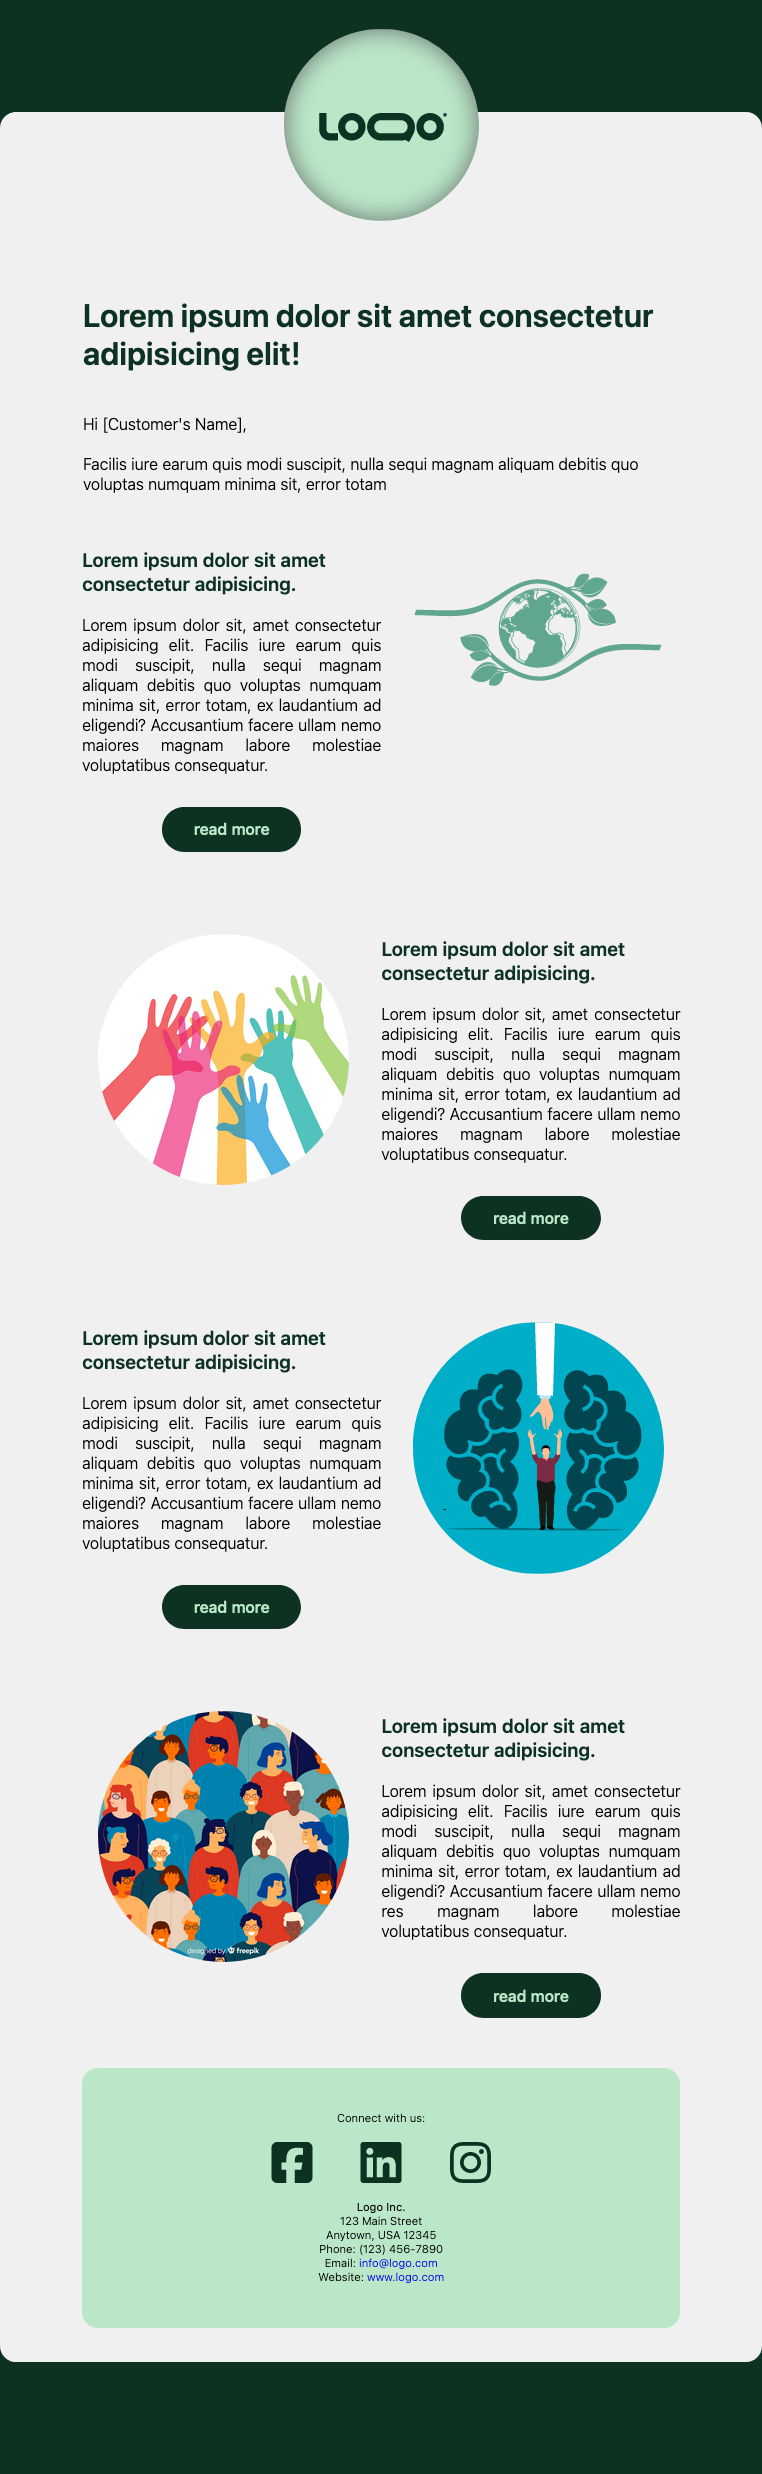 LOGO
Lorem ipsum dolor sit amet consectetur
adipisicing elit!
Hi [Customer's Name],
Facilis iure earum quis modi suscipit, nulla sequi magnam aliquam debitis quo
voluptas numquam minima sit, error totam
Lorem ipsum dolor sit amet
consectetur adipisicing.
Lorem ipsum dolor sit, amet consectetur
adipisicing elit. Facilis iure earum quis
modi suscipit, nulla sequi magnam
aliquam debitis quo voluptas numquam
minima sit, error totam, ex laudantium ad
eligendi? Accusantium facere ullam nemo
maiores magnam labore molestiae
voluptatibus consequatur.
read more
Lorem ipsum dolor sit amet
consectetur adipisicing.
Lorem ipsum dolor sit, amet consectetur
adipisicing elit. Facilis iure earum quis
modi suscipit, nulla sequi magnam
aliquam debitis quo voluptas numquam
minima sit, error totam, ex laudantium ad
eligendi? Accusantium facere ullam nemo
maiores magnam labore molestiae
voluptatibus consequatur.
read more
Lorem ipsum dolor sit amet
consectetur adipisicing.
Lorem ipsum dolor sit, amet consectetur
adipisicing elit. Facilis iure earum quis
modi suscipit, nulla sequi magnam
aliquam debitis quo voluptas numquam
minima sit, error totam, ex laudantium ad
eligendi? Accusantium facere ullam nemo
maiores magnam labore molestiae
voluptatibus consequatur.
read more
designed by freepik
Lorem ipsum dolor sit amet
consectetur adipisicing.
Lorem ipsum dolor sit, amet consectetur
adipisicing elit. Facilis iure earum quis
modi suscipit, nulla sequi magnam
aliquam debitis quo voluptas numquam
minima sit, error totam, ex laudantium ad
eligendi? Accusantium facere ullam nemo
res magnam labore molestiae
voluptatibus consequatur.
read more
Connect with us:
Logo Inc.
123 Main Street
Anytown, USA 12345
Phone: (123) 456-7890
Email: info@logo.com
Website: www.logo.com